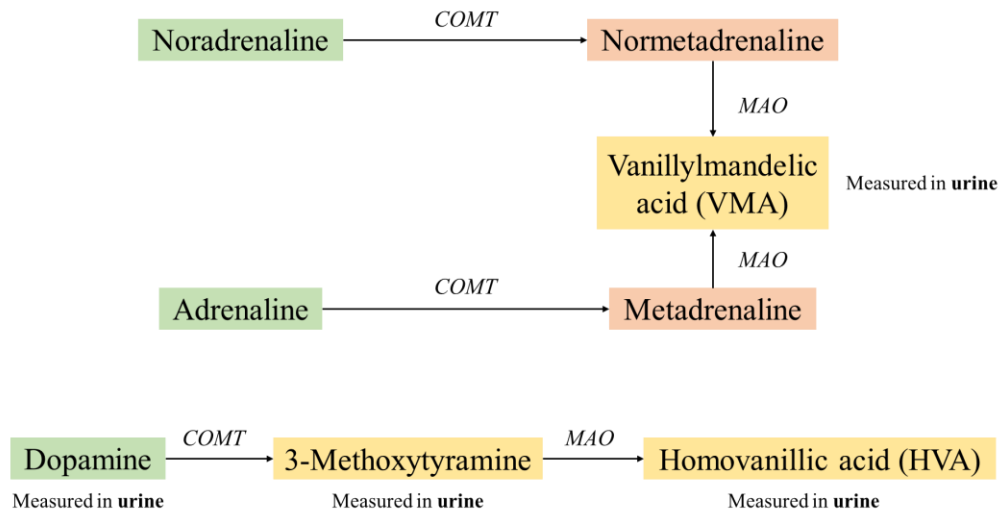 COMT
Noradrenaline
Normetadrenaline
MAO
Vanillylmandelic
acid (VMA)
Measured in urine
MAO
COMT
Adrenaline
Metadrenaline
COMT
MAO
Dopamine
3-Methoxytyramine
Homovanillic acid (HVA)
Measured in urine
Measured in urine
Measured in urine